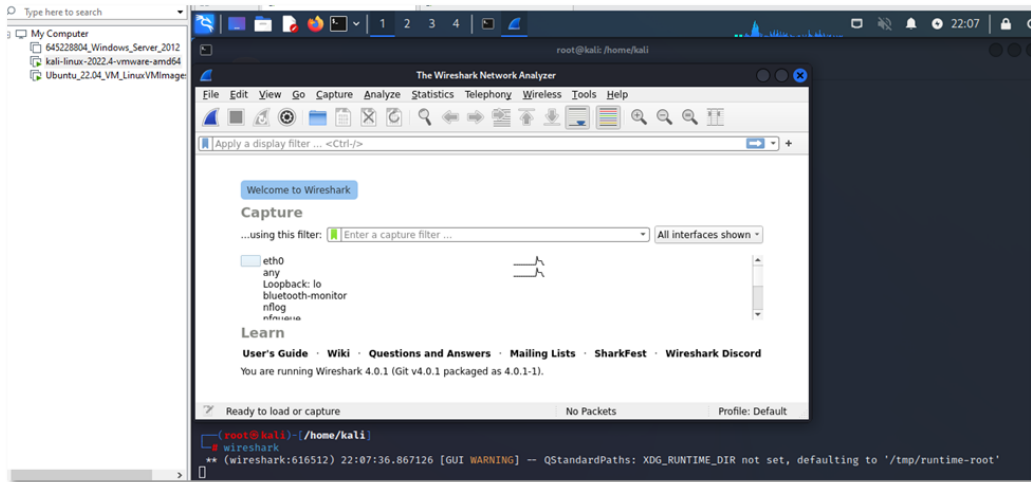 Type here to search
My Computer
645228804_Windows_Server_2012
kali-linux-2022.4-vmware-amd64
Ubuntu_22.04_VM_LinuxVMImages
1 2 3 4
22:07
root@kali: /home/kali
The Wireshark Network Analyzer
File Edit View Go Capture Analyze Statistics Telephony Wireless Tools Help
Apply a display filter ... <Ctrl-/>
+
Welcome to Wireshark
Capture
...using this filter: Enter a capture filter ... All interfaces shown
eth0
any
Loopback: lo
bluetooth-monitor
nflog
nfqueue
Learn
User's Guide · Wiki · Questions and Answers · Mailing Lists · SharkFest · Wireshark Discord
You are running Wireshark 4.0.1 (Git v4.0.1 packaged as 4.0.1-1).
Ready to load or capture No Packets Profile: Default
┌──(root㉿kali)-[/home/kali]
└─# wireshark
** (wireshark:616512) 22:07:36.867126 [GUI WARNING] -- QStandardPaths: XDG_RUNTIME_DIR not set, defaulting to '/tmp/runtime-root'